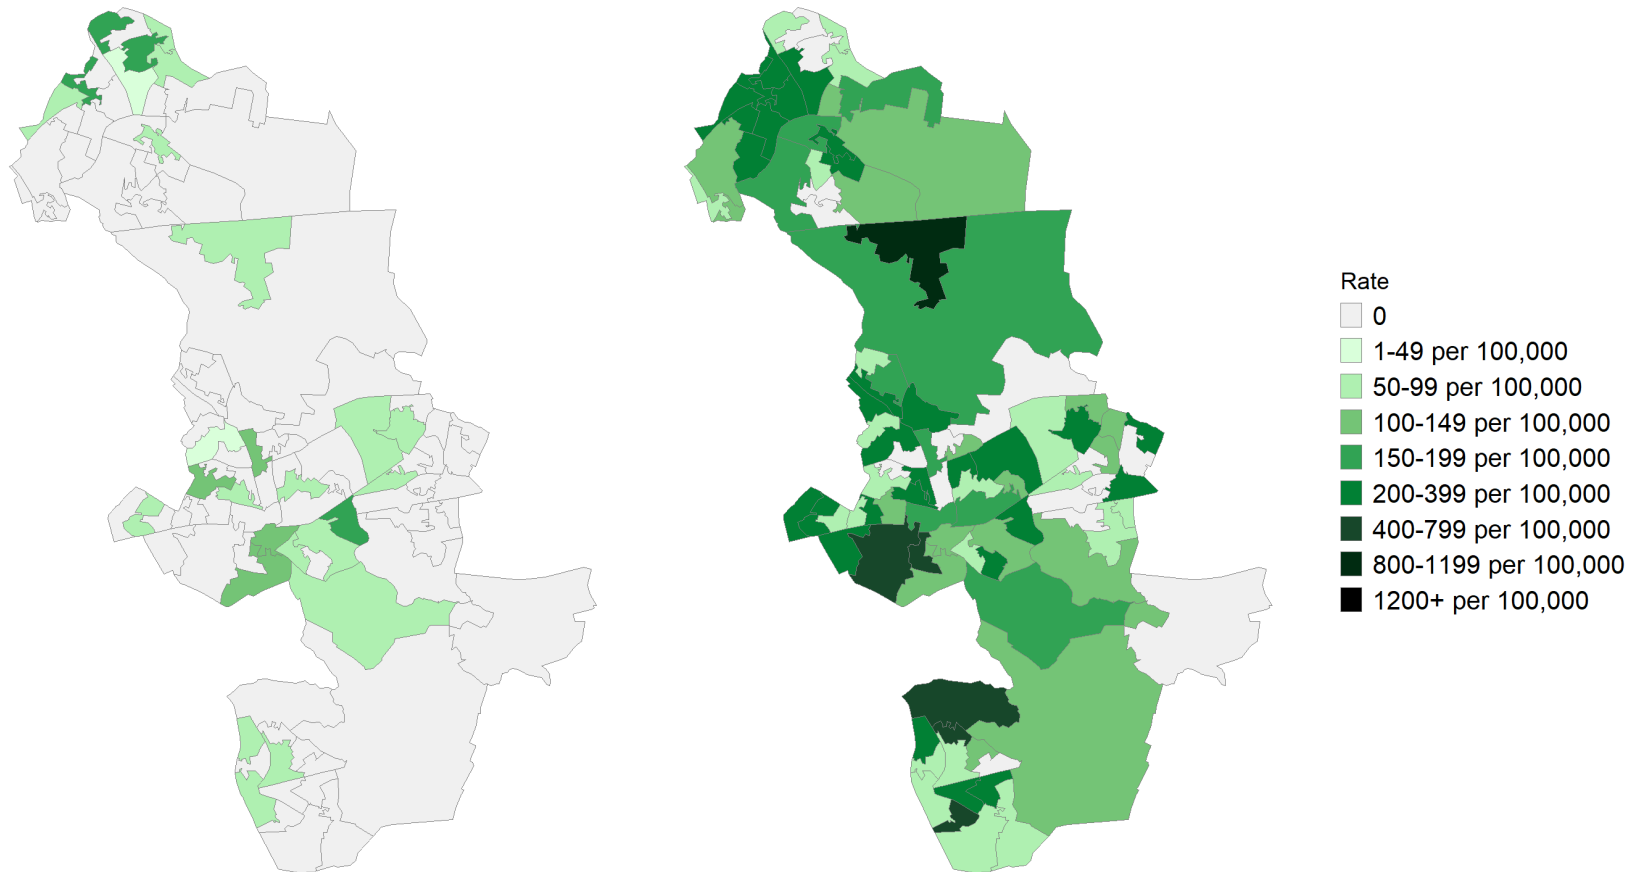 Rate
0
1-49 per 100,000
50-99 per 100,000
100-149 per 100,000
150-199 per 100,000
200-399 per 100,000
400-799 per 100,000
800-1199 per 100,000
1200+ per 100,000